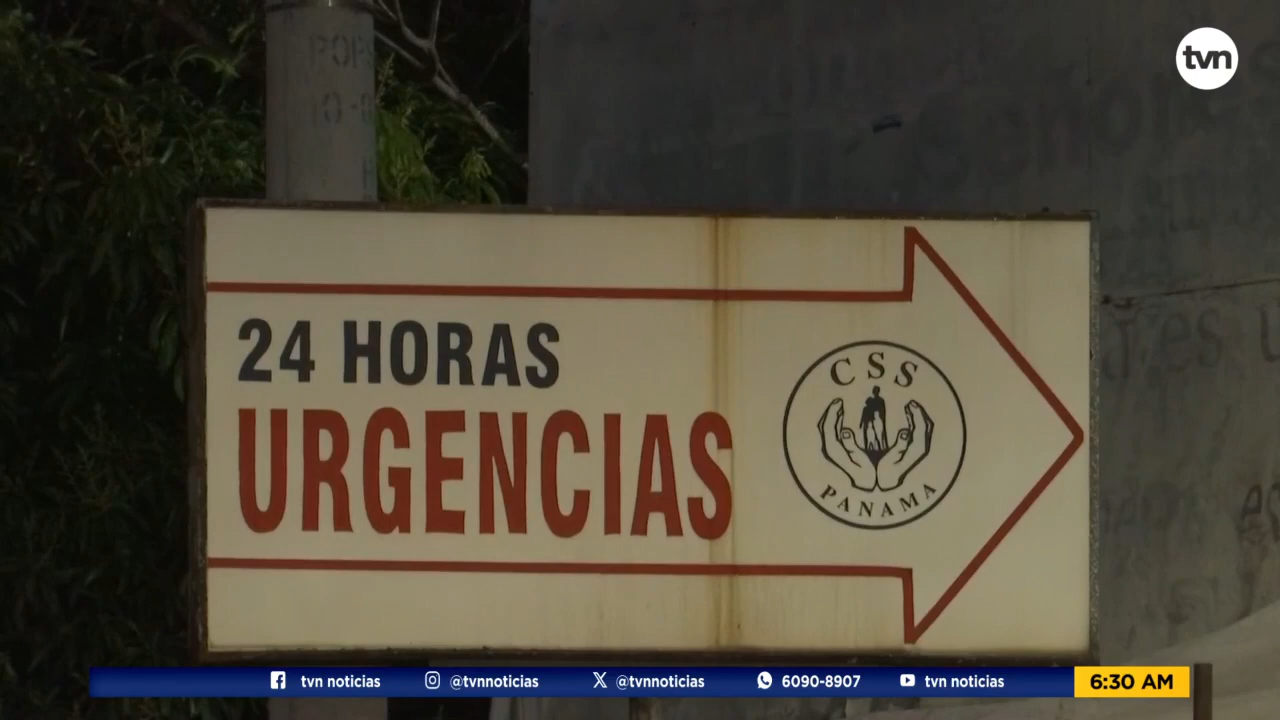 tvn
24 HORAS
URGENCIAS
CSS
PANAMA
tvn noticias
@tvnnoticias
@tvnnoticias
6090-8907
tvn noticias
6:30 AM